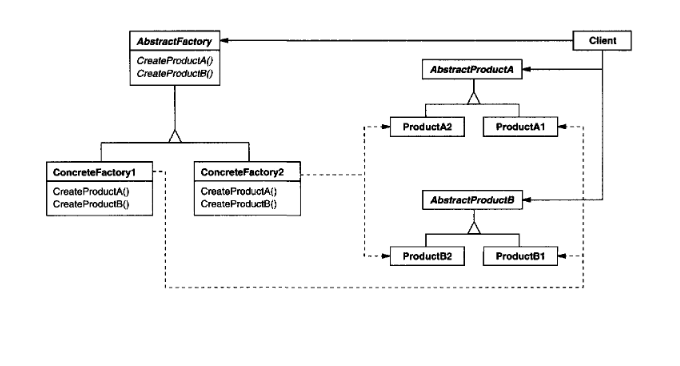 AbstractFactory
CreateProductA()
CreateProductB()
Client
AbstractProductA
ProductA2
ProductA1
ConcreteFactory1
CreateProductA()
CreateProductB()
ConcreteFactory2
CreateProductA()
CreateProductB()
AbstractProductB
ProductB2
ProductB1